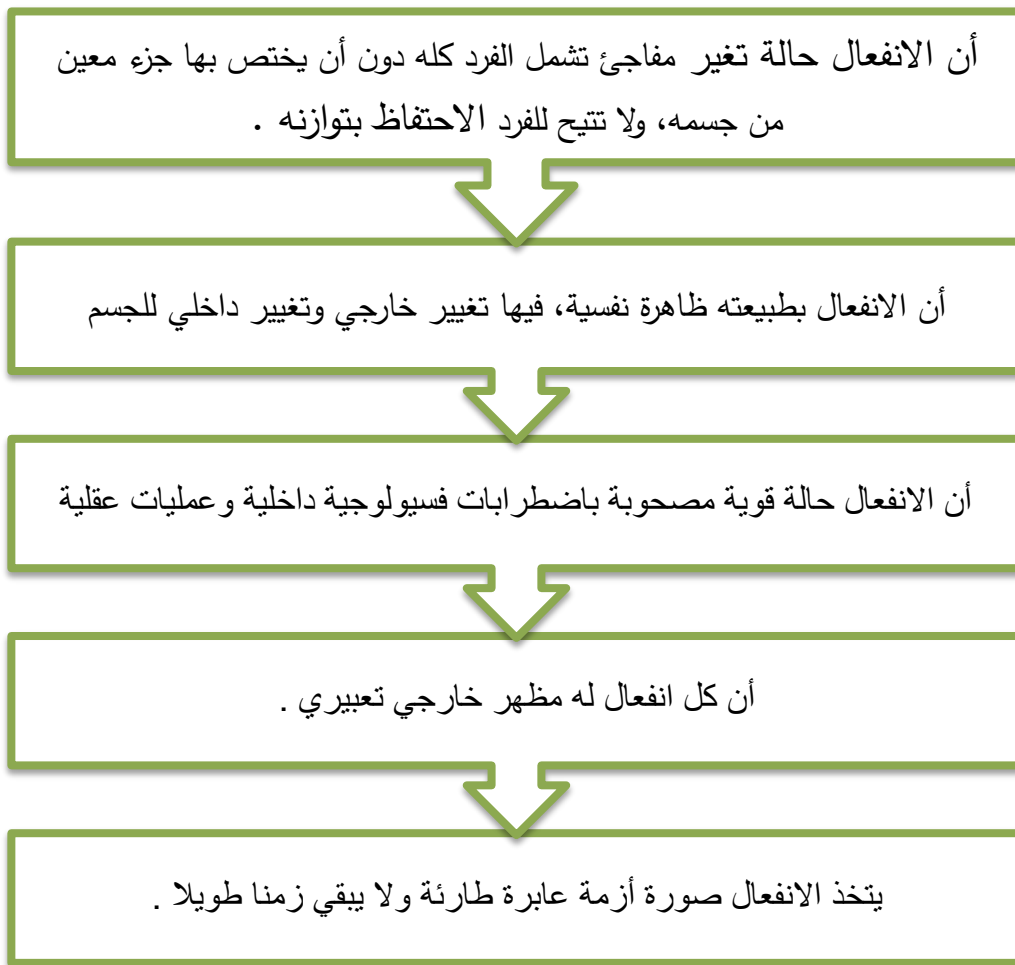 أن الانفعال حالة تغير مفاجئ تشمل الفرد كله دون أن يختص بها جزء معين
من جسمه، ولا تتيح للفرد الاحتفاظ بتوازنه .
أن الانفعال بطبيعته ظاهرة نفسية، فيها تغيير خارجي وتغيير داخلي للجسم
أن الانفعال حالة قوية مصحوبة باضطرابات فسيولوجية داخلية وعمليات عقلية
أن كل انفعال له مظهر خارجي تعبيري .
يتخذ الانفعال صورة أزمة عابرة طارئة ولا يبقي زمنا طويلا .